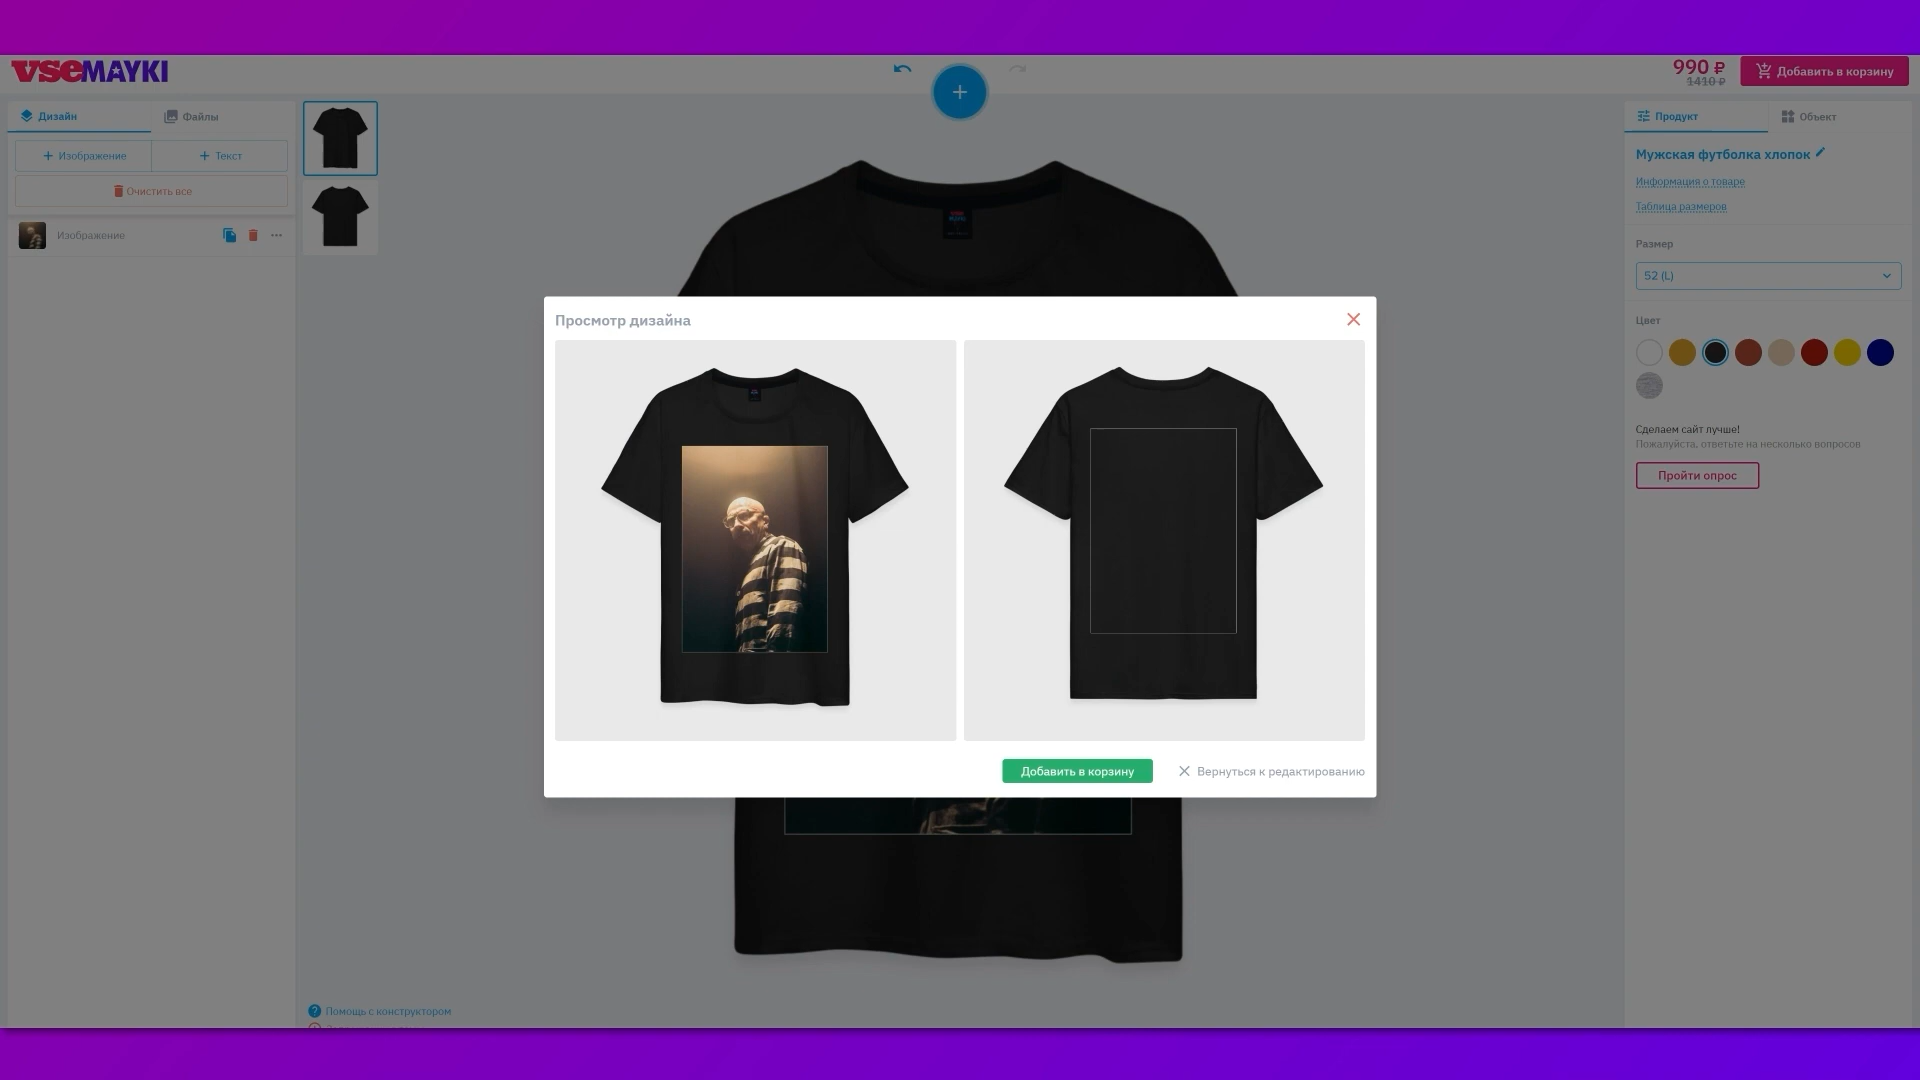 vseMAYKI
990 ₽
1410 ₽
Добавить в корзину
Дизайн
Файлы
Изображение
Текст
Очистить все
Изображение
Продукт
Объект
Мужская футболка хлопок
Информация о товаре
Таблица размеров
Размер
52 (L)
Цвет
Сделаем сайт лучше!
Пожалуйста, ответьте на несколько вопросов
Пройти опрос
Просмотр дизайна
Добавить в корзину
Вернуться к редактированию
Помощь с конструктором